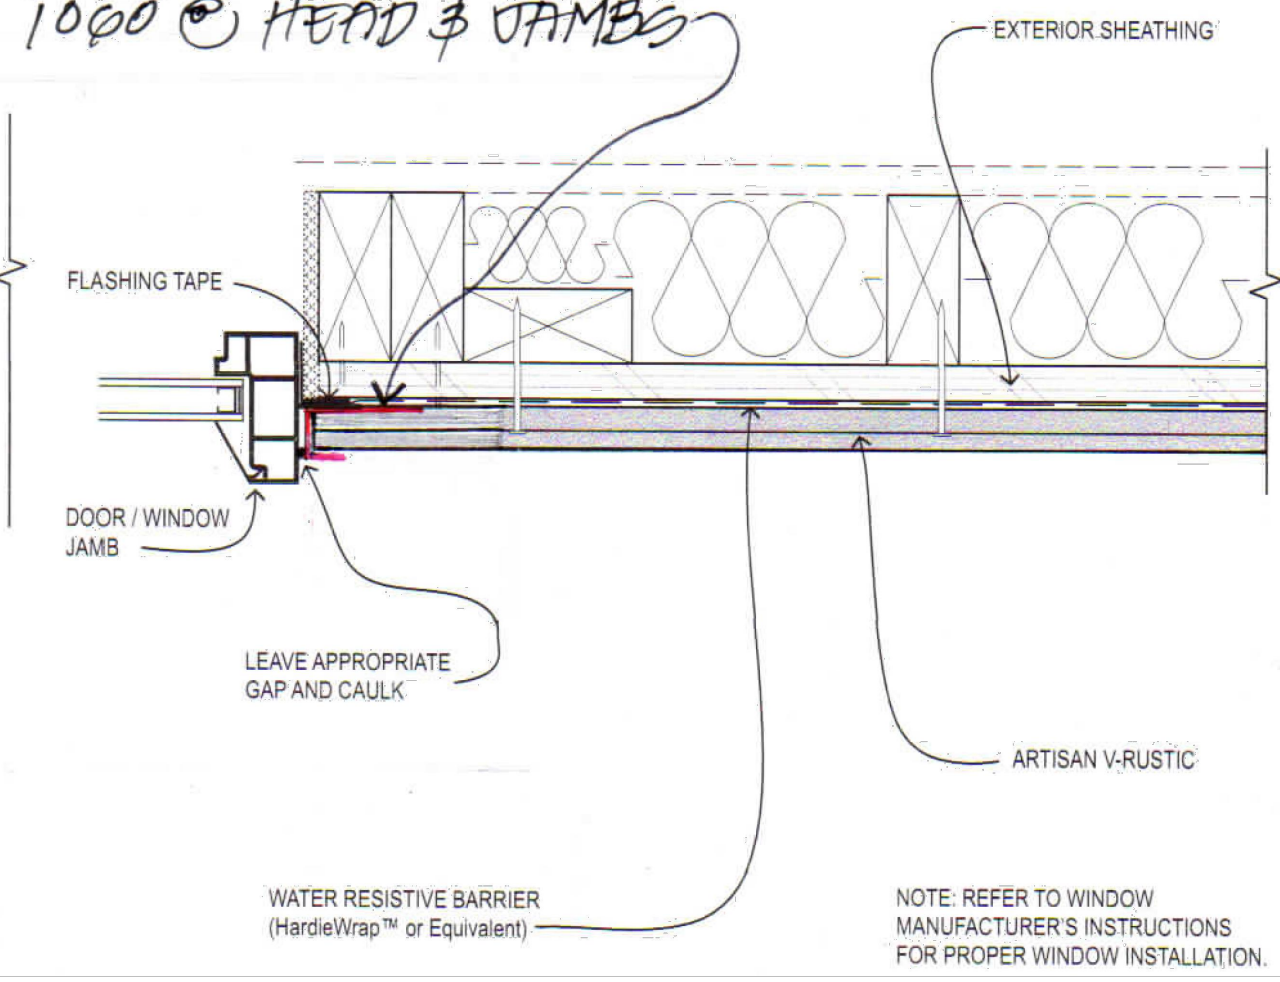 1060 @ HEAD & JAMBS
EXTERIOR SHEATHING
FLASHING TAPE
DOOR / WINDOW
JAMB
LEAVE APPROPRIATE
GAP AND CAULK
ARTISAN V-RUSTIC
WATER RESISTIVE BARRIER
(HardieWrap™ or Equivalent)
NOTE: REFER TO WINDOW
MANUFACTURER'S INSTRUCTIONS
FOR PROPER WINDOW INSTALLATION.